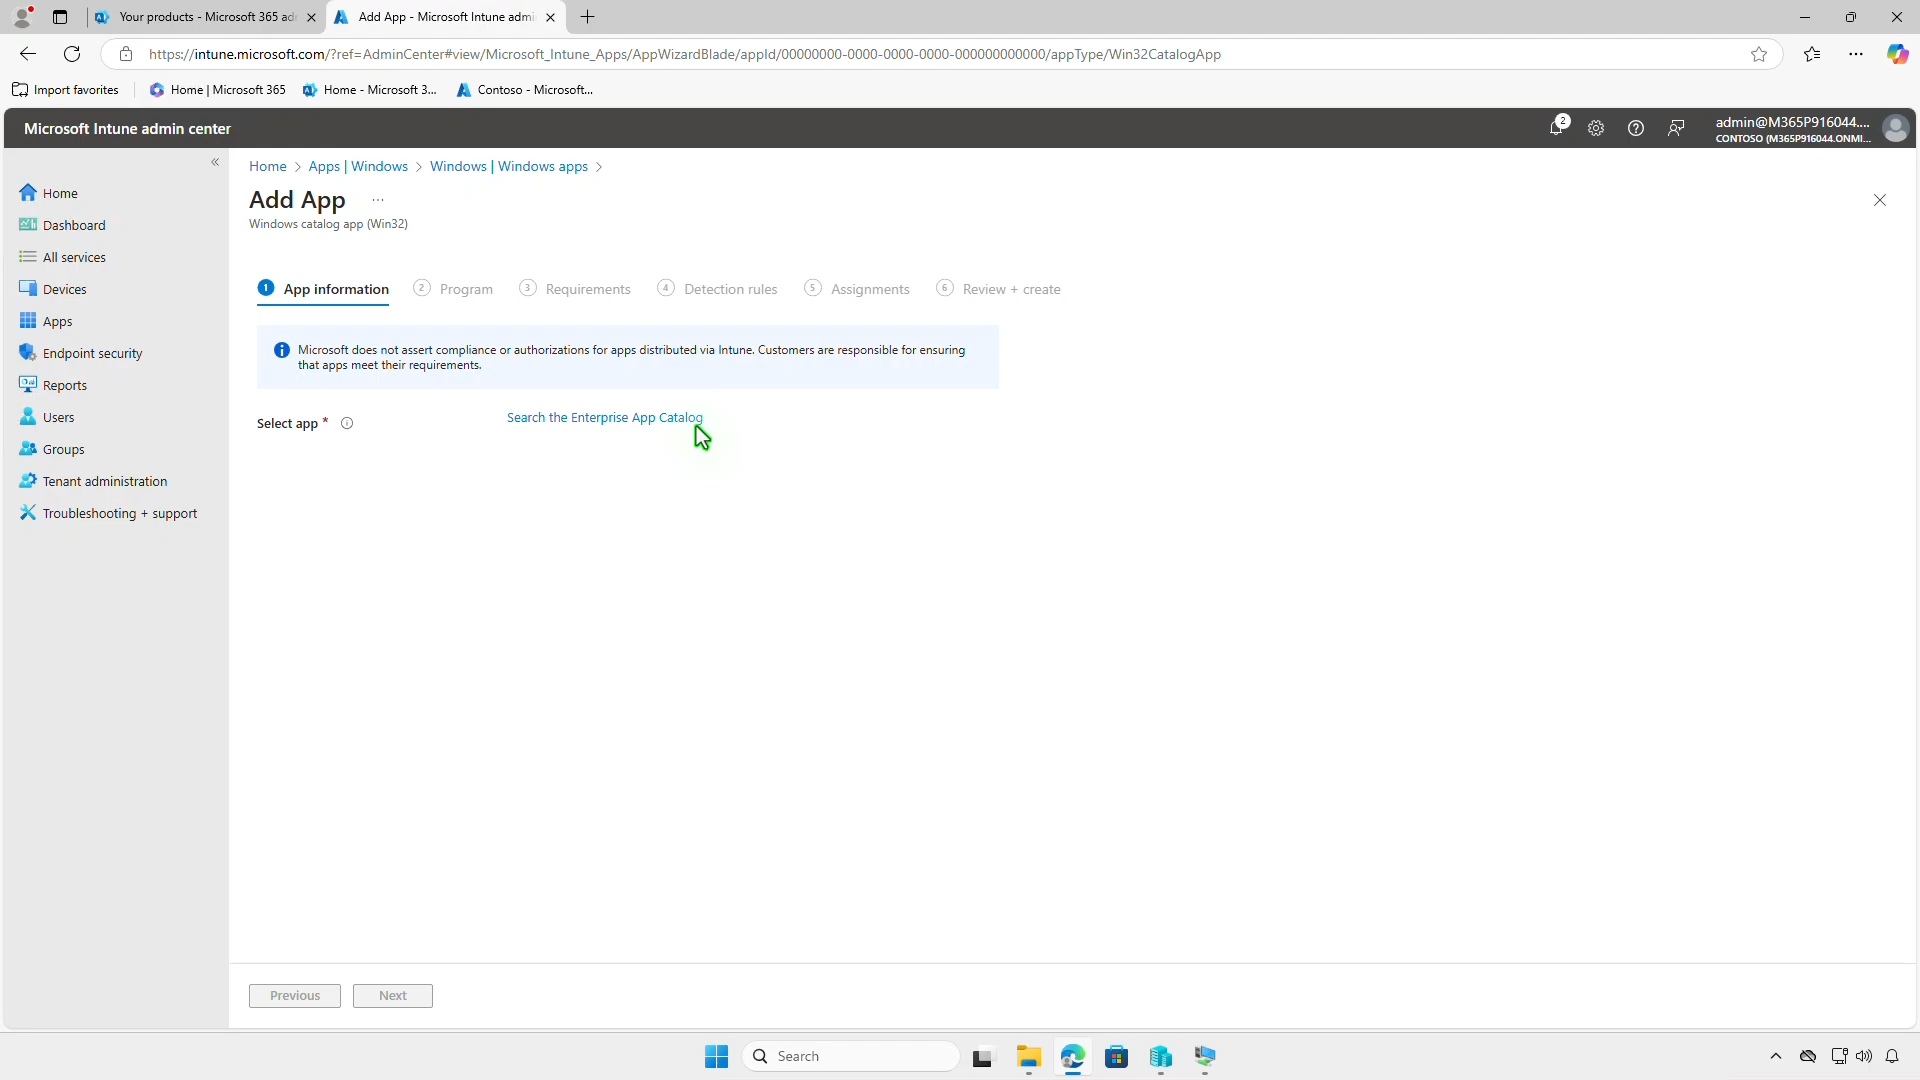 Your products - Microsoft 365 ad
Add App - Microsoft Intune admi
https://intune.microsoft.com/?ref=AdminCenter#view/Microsoft_Intune_Apps/AppWizardBlade/appId/00000000-0000-0000-0000-000000000000/appType/Win32CatalogApp
Import favorites
Home | Microsoft 365
Home - Microsoft 3...
Contoso - Microsoft...
Microsoft Intune admin center
2
admin@M365P916044....
CONTOSO (M365P916044.ONMI...
Home
Dashboard
All services
Devices
Apps
Endpoint security
Reports
Users
Groups
Tenant administration
Troubleshooting + support
Home > Apps | Windows > Windows | Windows apps >
Add App ...
Windows catalog app (Win32)
1 App information
2 Program
3 Requirements
4 Detection rules
5 Assignments
6 Review + create
Microsoft does not assert compliance or authorizations for apps distributed via Intune. Customers are responsible for ensuring
that apps meet their requirements.
Select app *
Search the Enterprise App Catalog
Previous
Next
Search